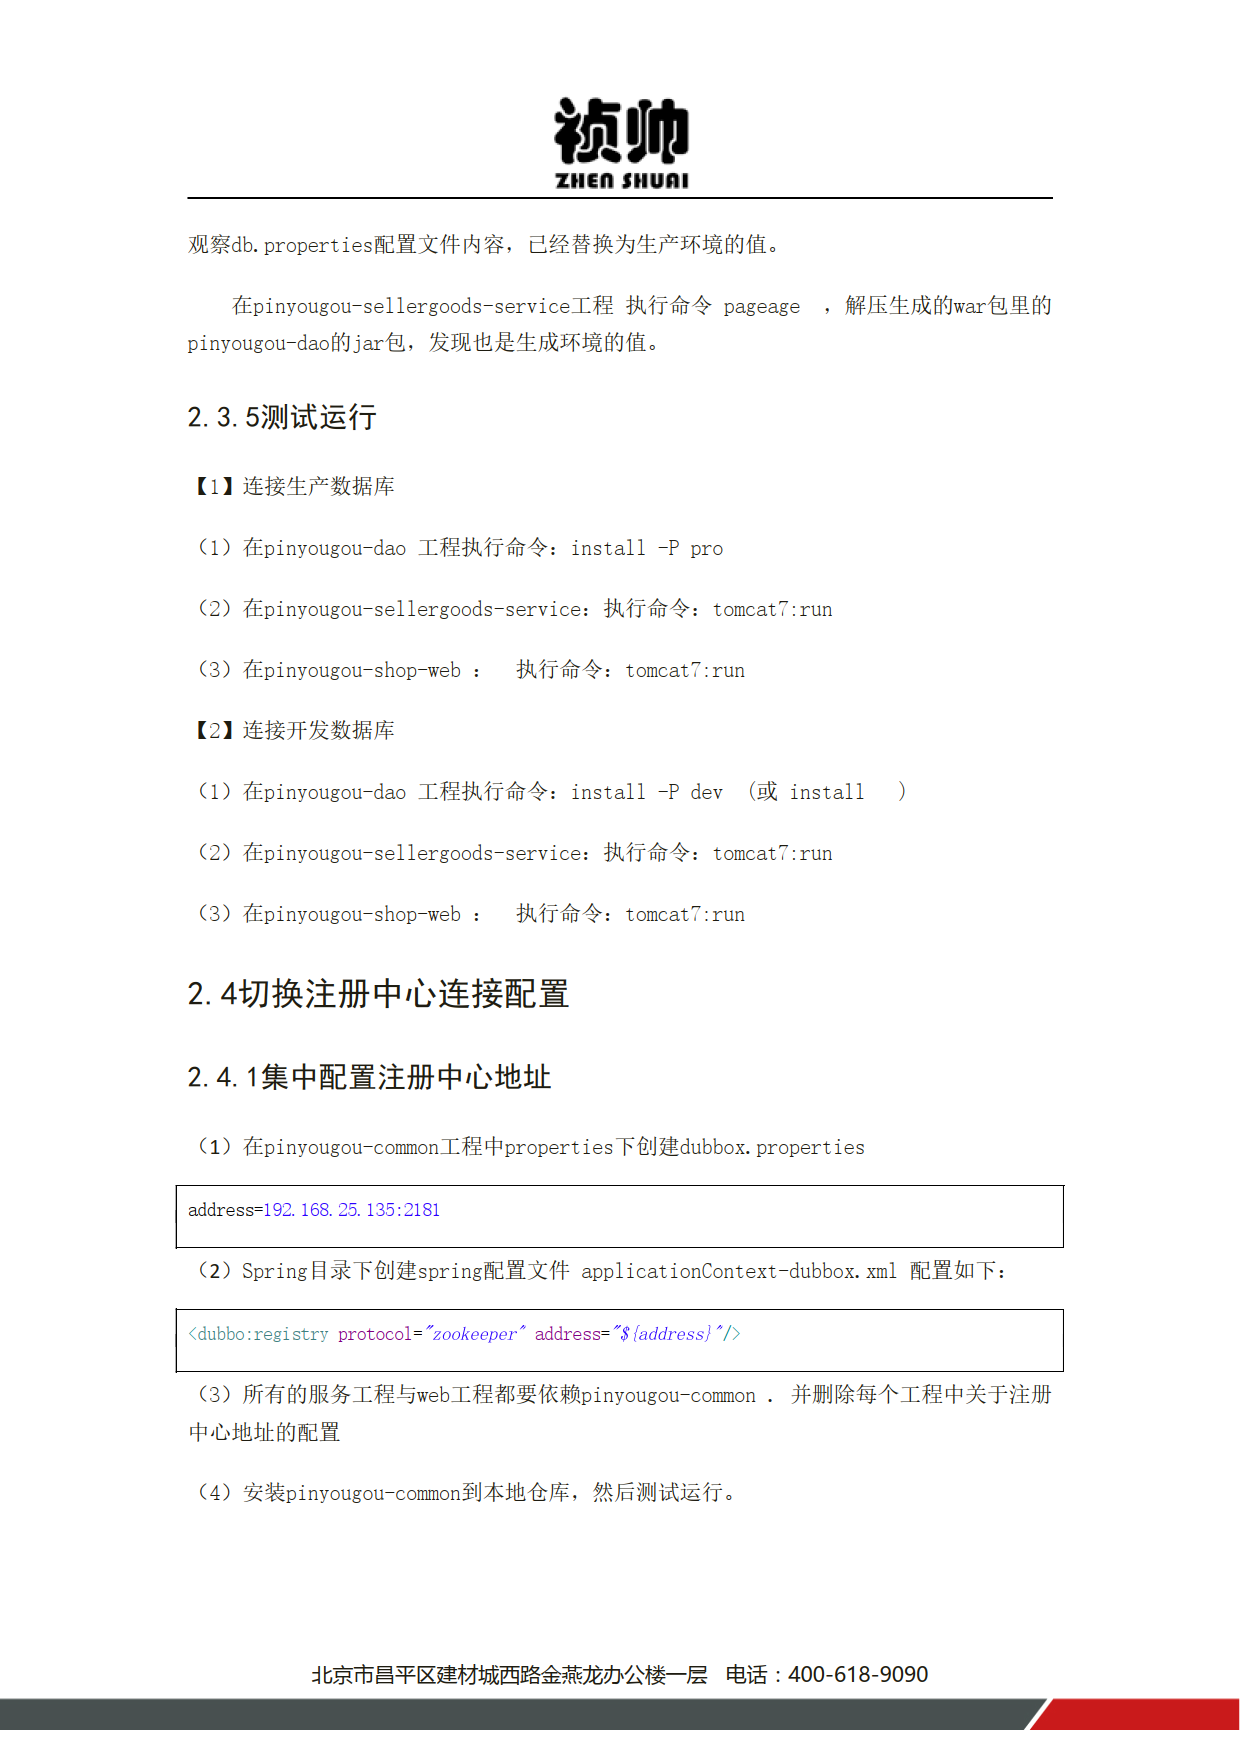 祯帅
ZHEN SHUAI
观察db.properties配置文件内容，已经替换为生产环境的值。
在pinyougou-sellergoods-service工程 执行命令 pageage ，解压生成的war包里的
pinyougou-dao的jar包，发现也是生成环境的值。
2.3.5测试运行
【1】连接生产数据库
（1）在pinyougou-dao 工程执行命令：install -P pro
（2）在pinyougou-sellergoods-service：执行命令：tomcat7:run
（3）在pinyougou-shop-web ： 执行命令：tomcat7:run
【2】连接开发数据库
（1）在pinyougou-dao 工程执行命令：install -P dev （或 install ）
（2）在pinyougou-sellergoods-service：执行命令：tomcat7:run
（3）在pinyougou-shop-web ： 执行命令：tomcat7:run
2.4切换注册中心连接配置
2.4.1集中配置注册中心地址
（1）在pinyougou-common工程中properties下创建dubbox.properties
address=192.168.25.135:2181
（2）Spring目录下创建spring配置文件 applicationContext-dubbox.xml 配置如下：
<dubbo:registry protocol="zookeeper" address="${address}"/>
（3）所有的服务工程与web工程都要依赖pinyougou-common . 并删除每个工程中关于注册
中心地址的配置
（4）安装pinyougou-common到本地仓库，然后测试运行。
北京市昌平区建材城西路金燕龙办公楼一层 电话：400-618-9090